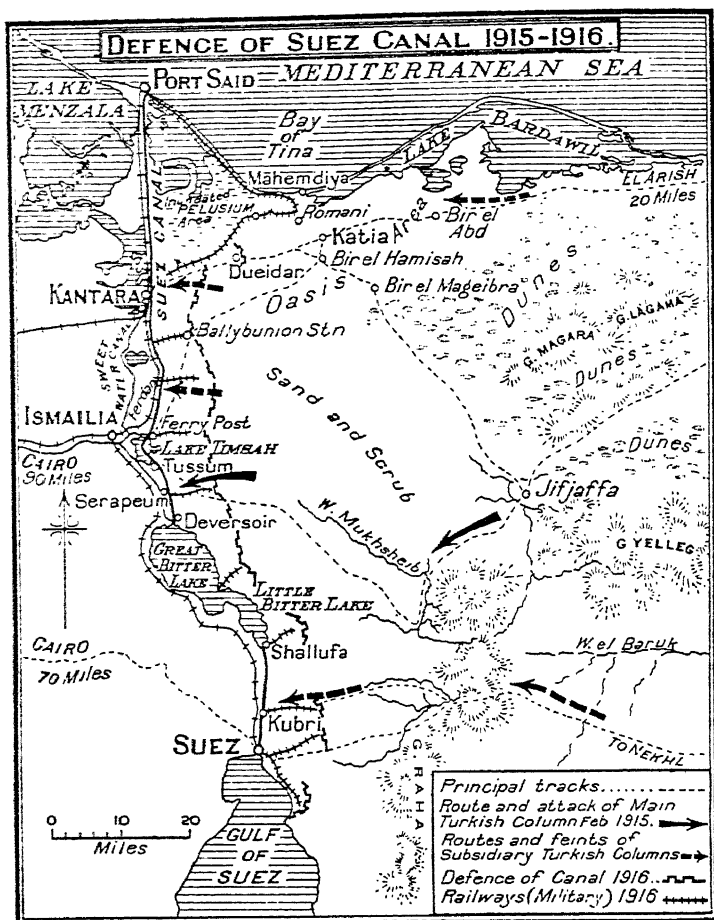 DEFENCE OF SUEZ CANAL 1915-1916.
LAKE
MENZALA
PORT SAID
MEDITERRANEAN SEA
Bay
of
Tina
LAKE BARDAWIL
Mahemdiya
EL ARISH
20 Miles
Inundated
PELUSIUM
Area
Romani
Bir el
Abd
Katia
Oasis Area
Dueidar
Bir el Hamisah
Bir el Mageibra
SUEZ CANAL
KANTARA
Ballybunion Stn
Dunes
G. MAGARA
G. LAGAMA
Dunes
SWEET
WATER CANAL
Ferdan
Sand and Scrub
ISMAILIA
Ferry Post
LAKE TIMSAH
Dunes
CAIRO
90 Miles
Tussum
Serapeum
Jifjaffa
Deversoir
W. Mukhsheib
G YELLEG
GREAT
BITTER
LAKE
LITTLE
BITTER LAKE
CAIRO
70 Miles
Shallufa
W. el Baruk
Kubri
SUEZ
TO NEKHL
G RAHA
0 10 20
Miles
GULF
OF
SUEZ
Principal tracks
Route and attack of Main
Turkish Column Feb 1915.
Routes and feints of
Subsidiary Turkish Columns
Defence of Canal 1916
Railways (Military) 1916